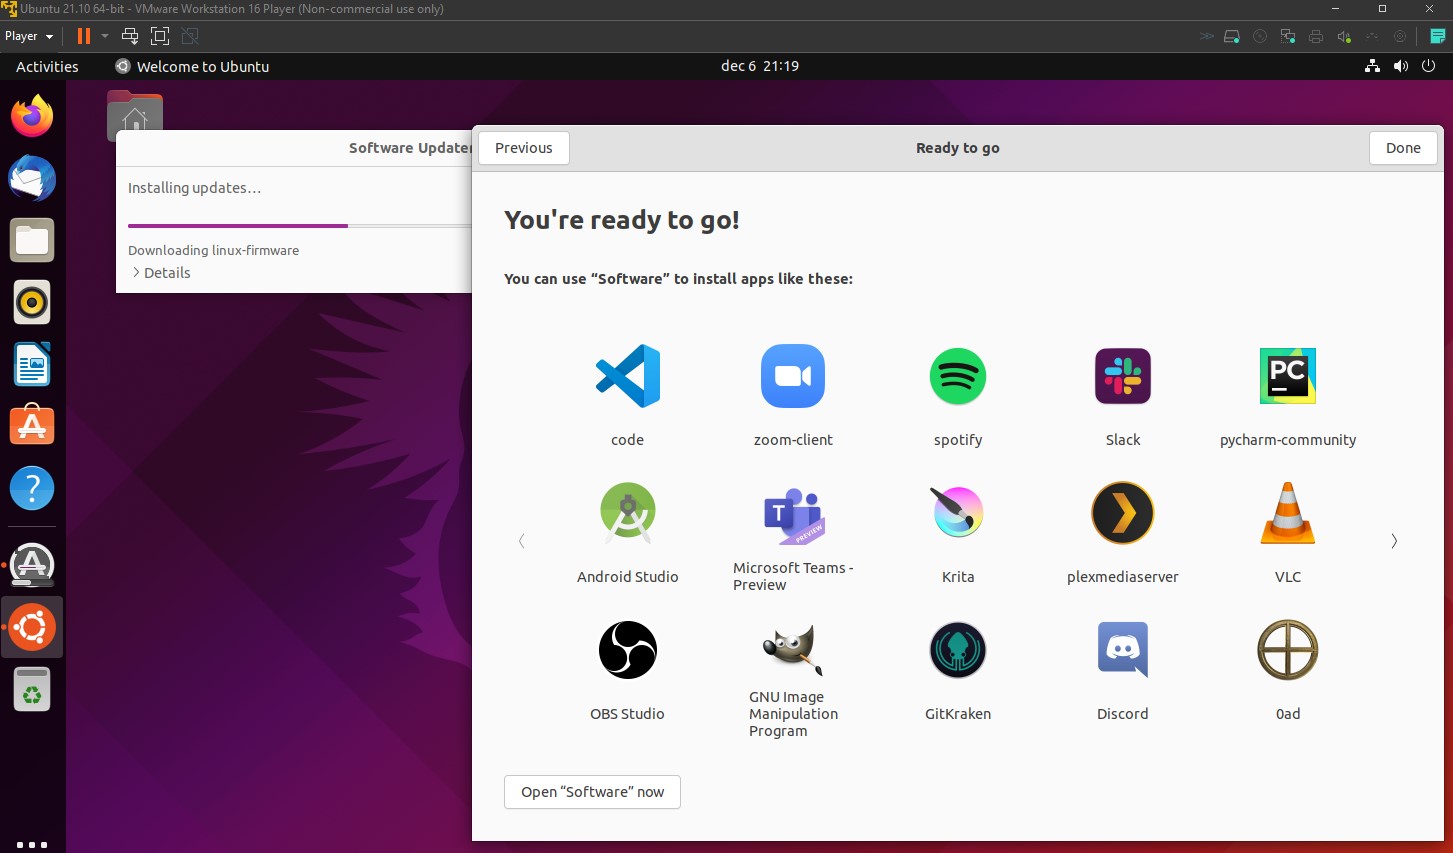 Ubuntu 21.10 64-bit - VMware Workstation 16 Player (Non-commercial use only)
Player
Activities
Welcome to Ubuntu
dec 6 21:19
Software Updater
Installing updates…
Downloading linux-firmware
Details
Previous
Ready to go
Done
You're ready to go!
You can use “Software” to install apps like these:
code
zoom-client
spotify
Slack
PC
pycharm-community
Android Studio
T
PREVIEW
Microsoft Teams -
Preview
Krita
plexmediaserver
VLC
OBS Studio
GNU Image
Manipulation
Program
GitKraken
Discord
0ad
Open “Software” now